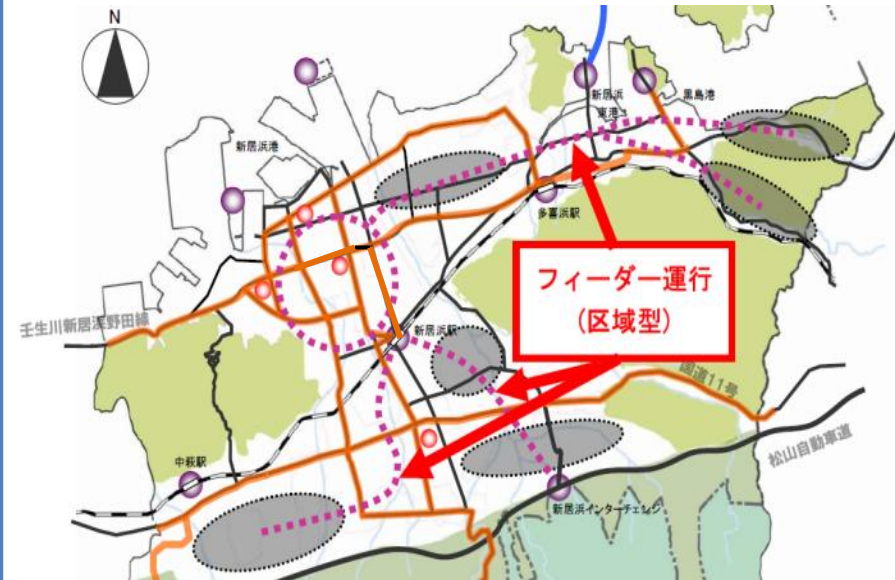 N
新居浜
東港
黒島港
新居浜港
多喜浜駅
フィーダー運行
(区域型)
壬生川新居浜野田線
新居浜駅
国道11号
松山自動車道
中萩駅
新居浜インターチェンジ